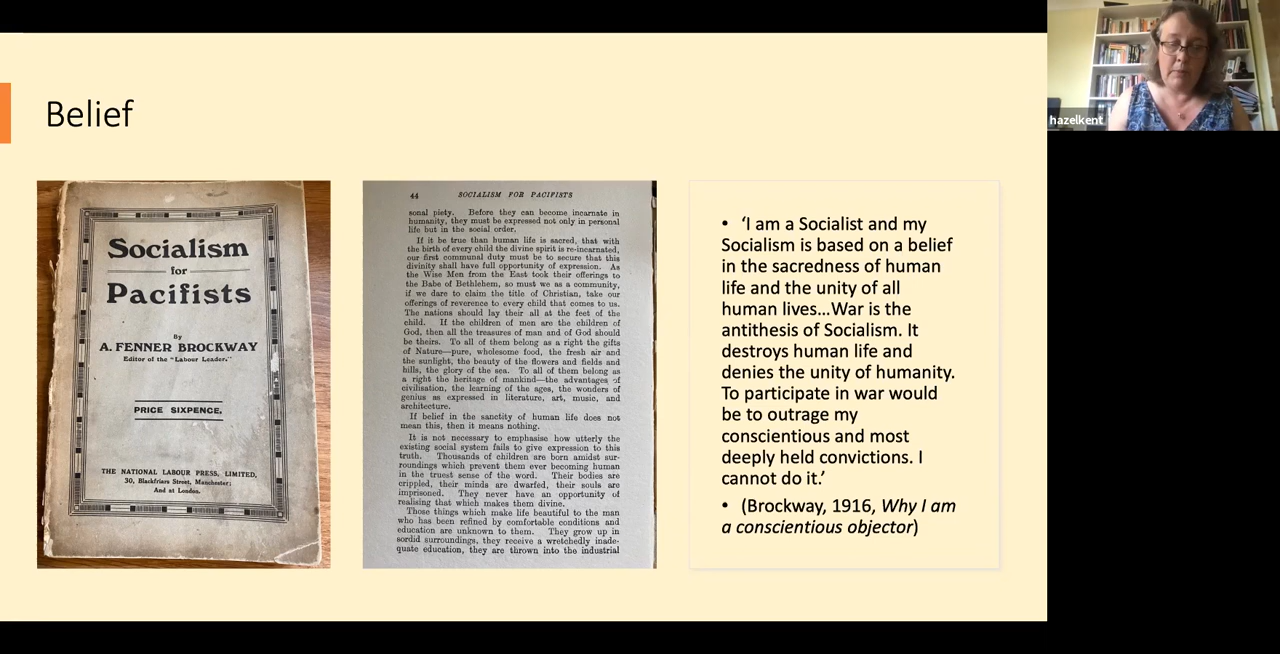 Belief
Socialism
for
Pacifists
By
A. FENNER BROCKWAY
Editor of the "Labour Leader."
PRICE SIXPENCE.
THE NATIONAL LABOUR PRESS, LIMITED,
30, Blackfriars Street, Manchester;
And at London.
44 SOCIALISM FOR PACIFISTS
sonal piety. Before they can become incarnate in
humanity, they must be expressed not only in personal
life but in the social order.
If it be true than human life is sacred, that with
the birth of every child the divine spirit is re-incarnated,
our first communal duty must be to secure that this
divinity shall have full opportunity of expression. As
the Wise Men from the East took their offerings to
the Babe of Bethlehem, so must we as a community,
if we dare to claim the title of Christian, take our
offerings of reverence to every child that comes to us.
The nations should lay their all at the feet of the
child. If the children of men are the children of
God, then all the treasures of man and of God should
be theirs. To all of them belong as a right the gifts
of Nature—pure, wholesome food, the fresh air and
the sunlight, the beauty of the flowers and fields and
hills, the glory of the sea. To all of them belong as
a right the heritage of mankind—the advantages of
civilisation, the learning of the ages, the wonders of
genius as expressed in literature, art, music, and
architecture.
If belief in the sanctity of human life does not
mean this, then it means nothing.
It is not necessary to emphasise how utterly the
existing social system fails to give expression to this
truth. Thousands of children are born amidst sur-
roundings which prevent them ever becoming human
in the truest sense of the word. Their bodies are
crippled, their minds are dwarfed, their souls are
imprisoned. They never have an opportunity of
realising that which makes them divine.
Those things which make life beautiful to the man
who has been refined by comfortable conditions and
education are unknown to them. They grow up in
sordid surroundings, they receive a wretchedly inade-
quate education, they are thrown into the industrial
• 'I am a Socialist and my
Socialism is based on a belief
in the sacredness of human
life and the unity of all
human lives…War is the
antithesis of Socialism. It
destroys human life and
denies the unity of humanity.
To participate in war would
be to outrage my
conscientious and most
deeply held convictions. I
cannot do it.'
• (Brockway, 1916, Why I am
a conscientious objector)
hazelkent